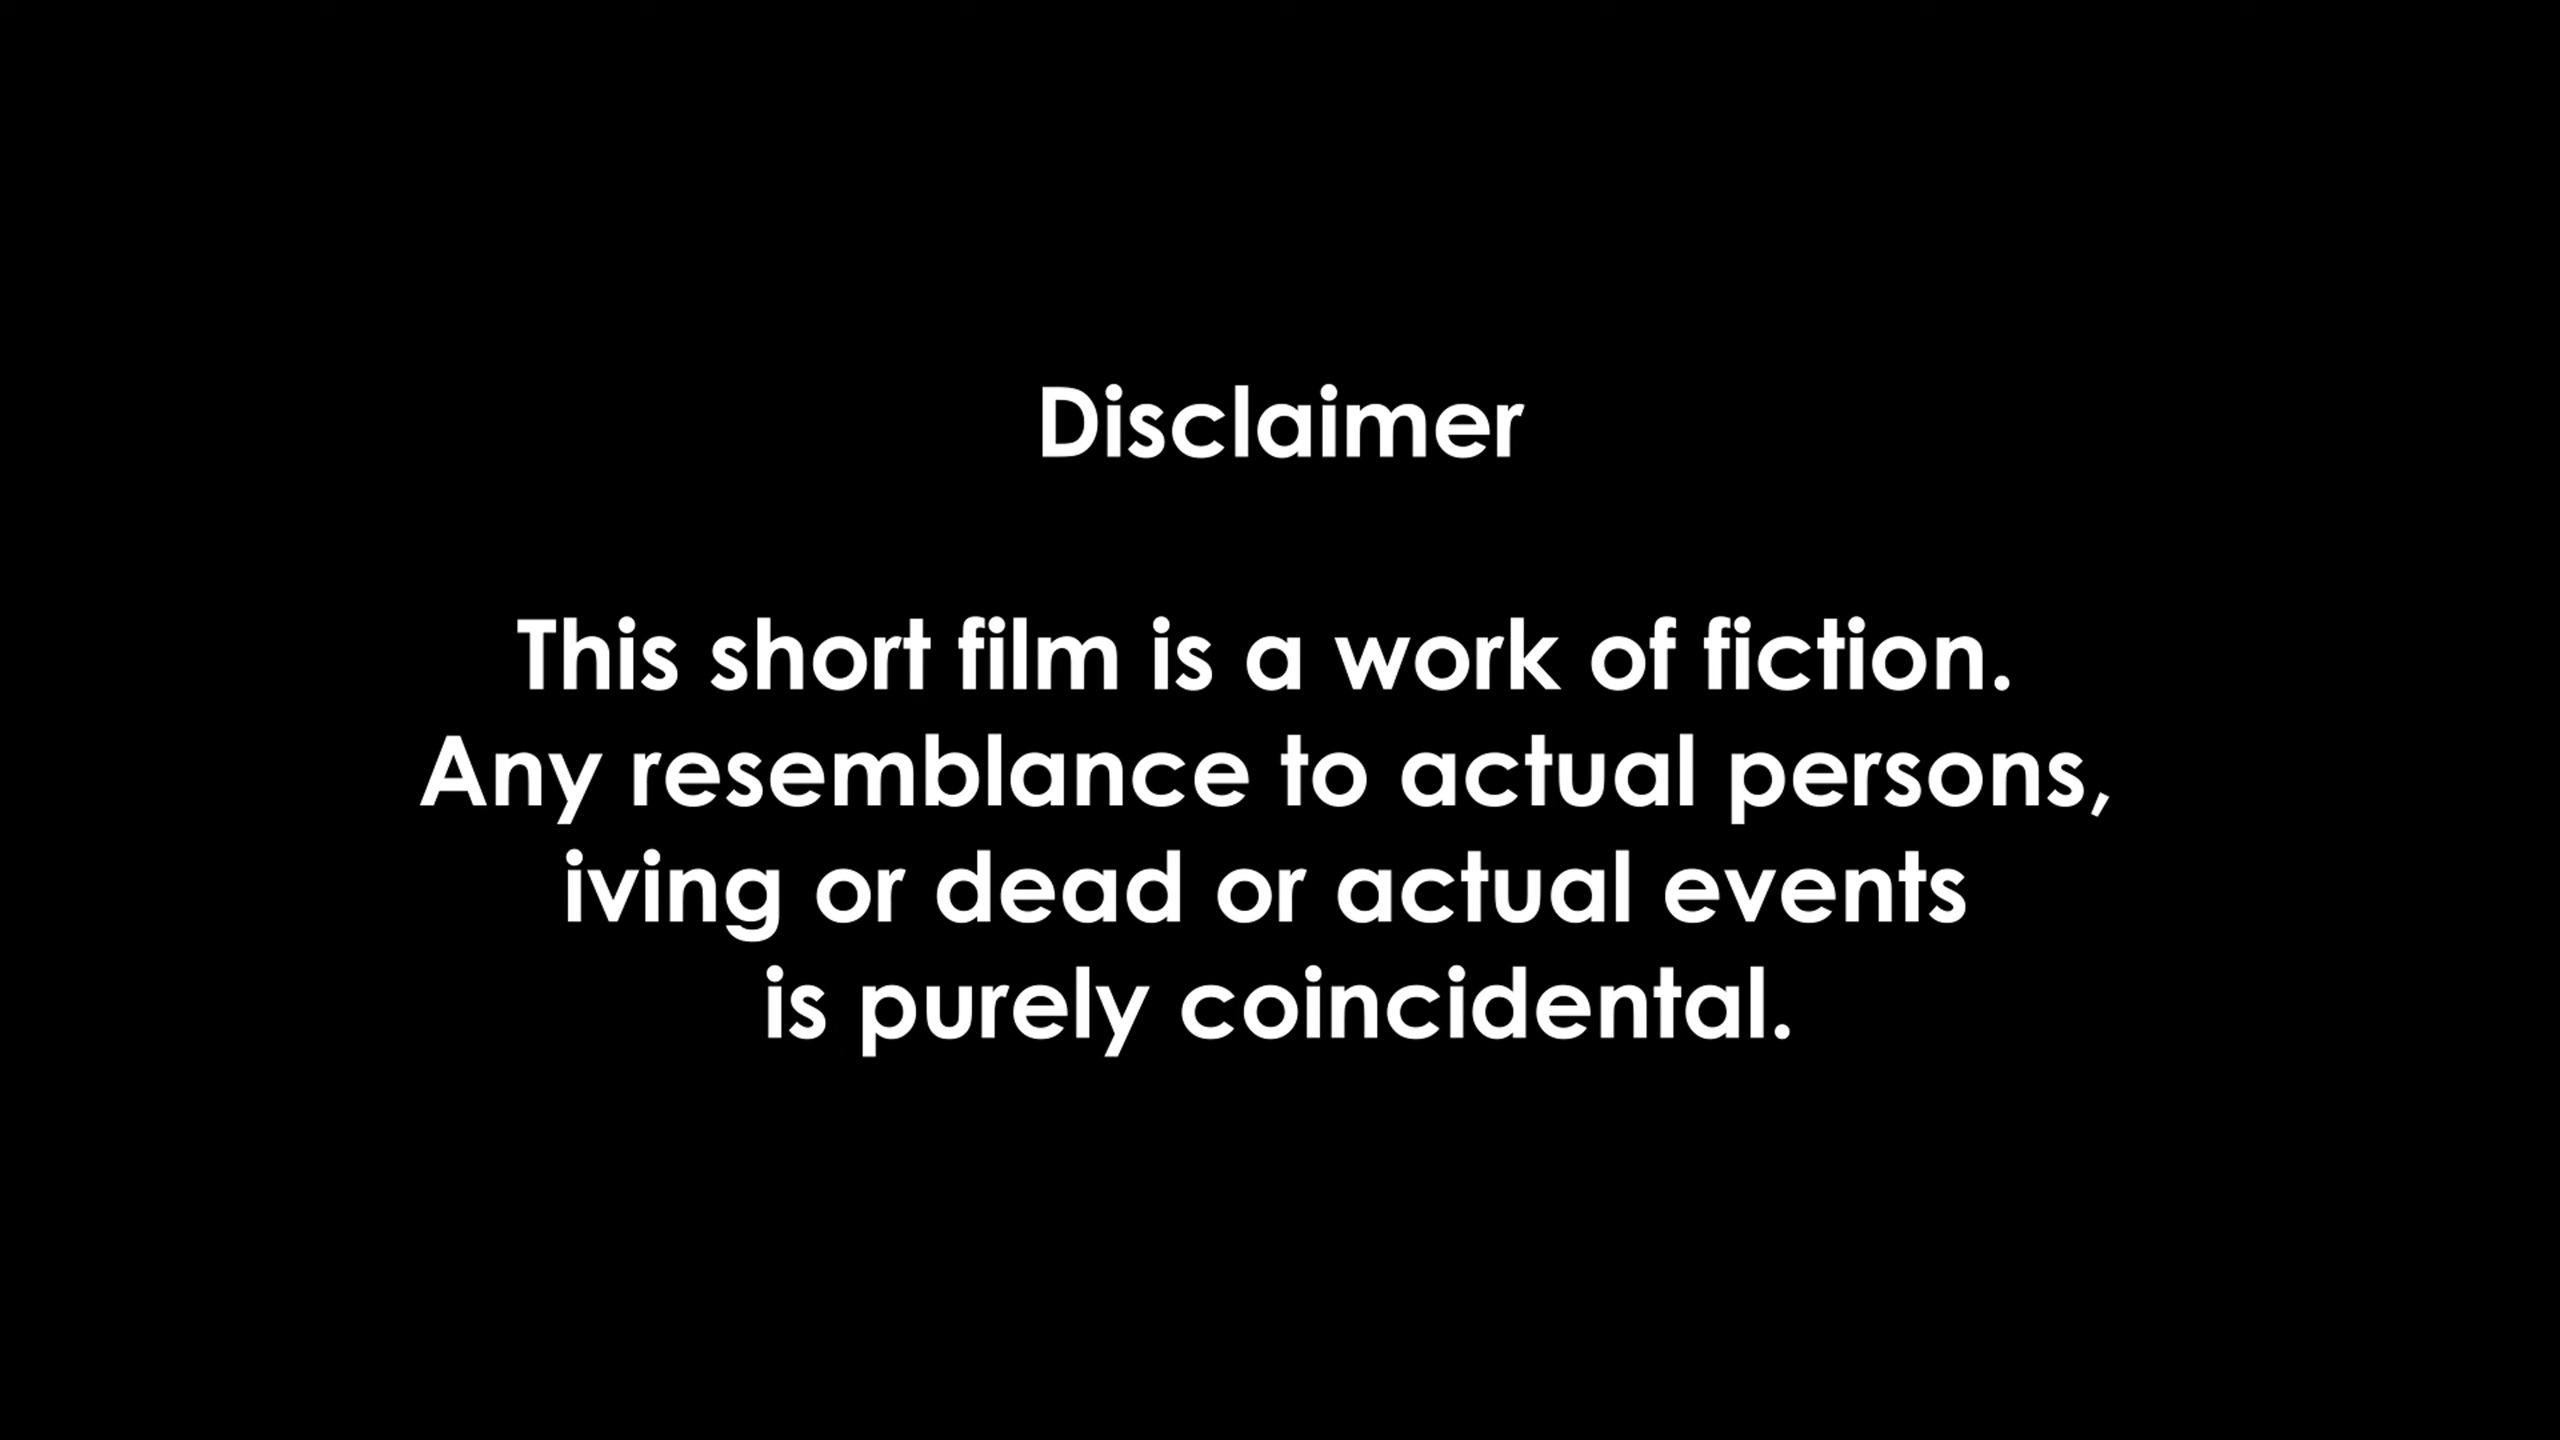 Disclaimer
This short film is a work of fiction.
Any resemblance to actual persons,
iving or dead or actual events
is purely coincidental.